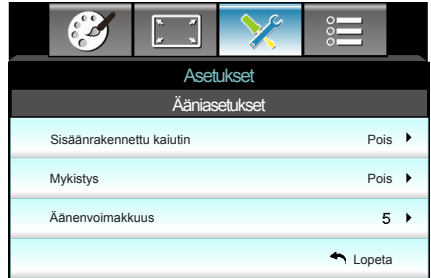 Asetukset
Ääniasetukset
Sisäänrakennettu kaiutin Pois
Mykistys Pois
Äänenvoimakkuus 5
Lopeta